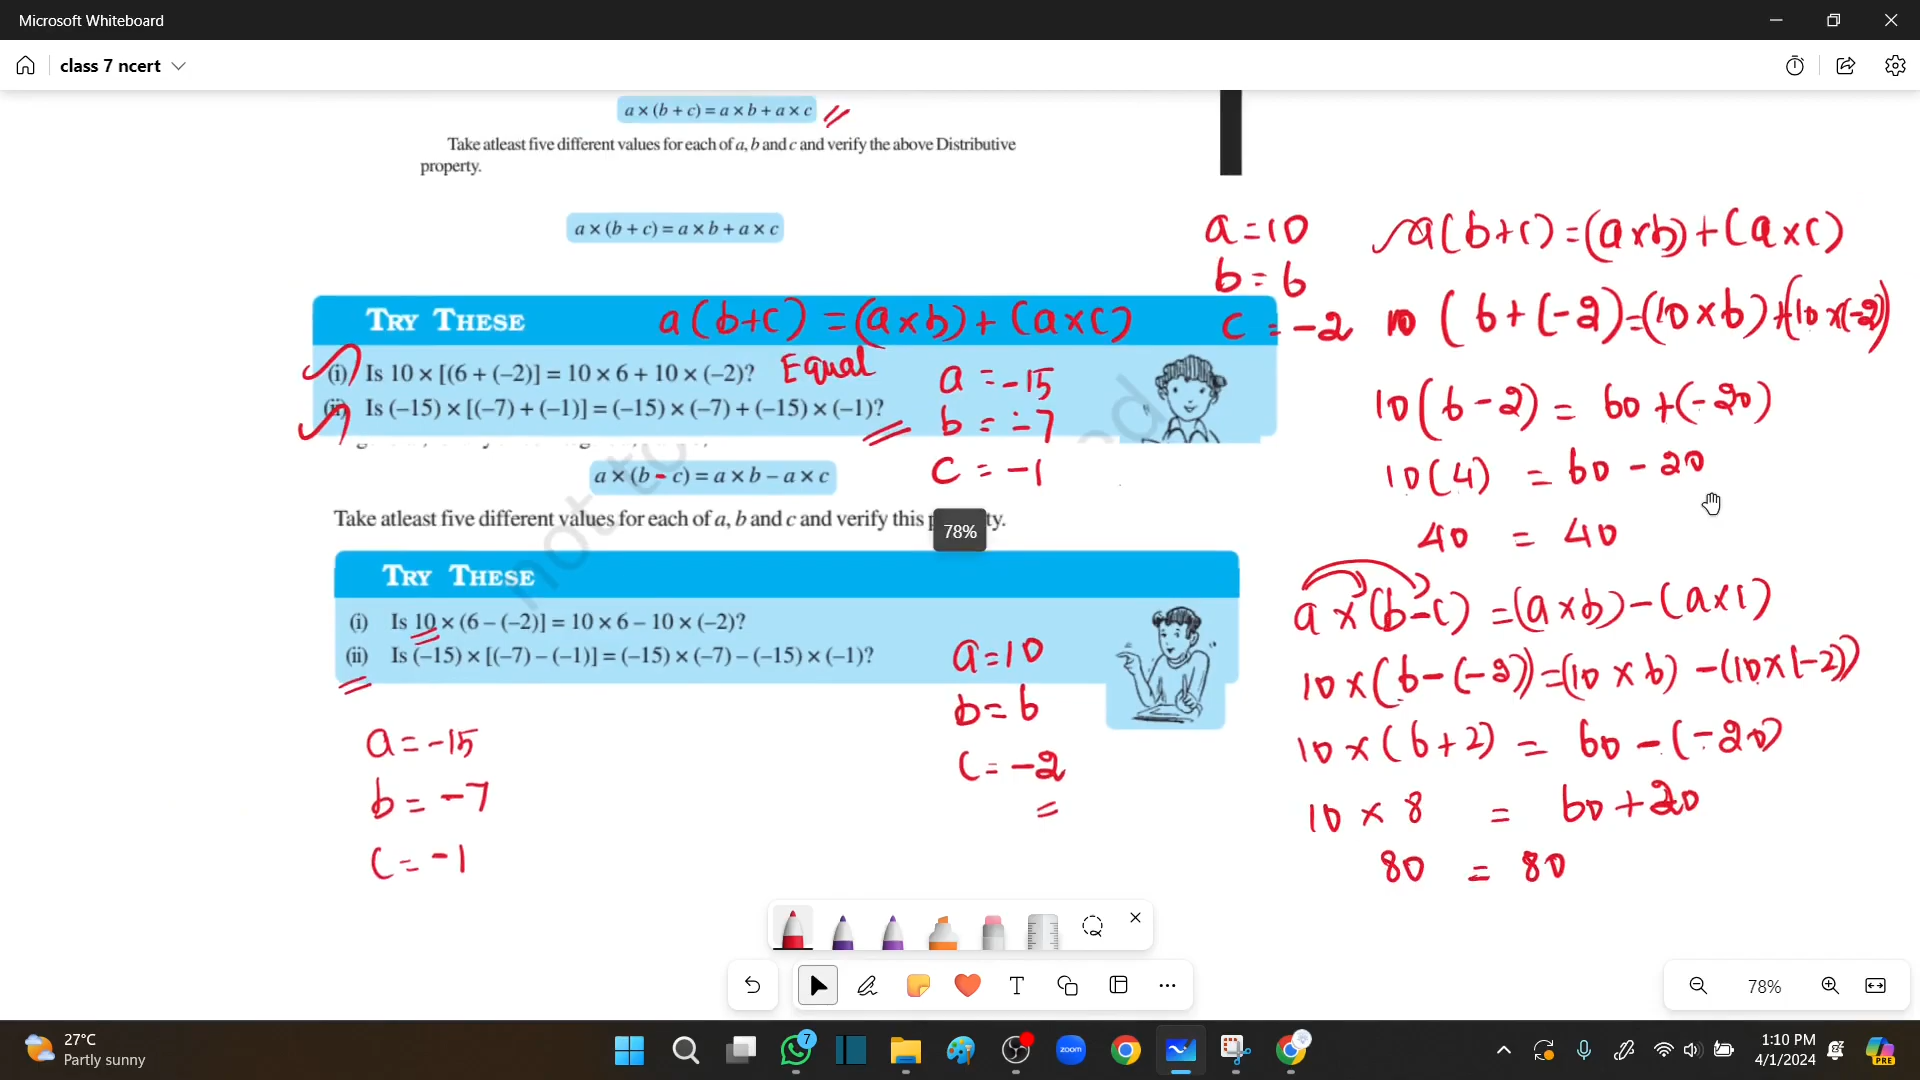 Microsoft Whiteboard
class 7 ncert
a × (b + c) = a × b + a × c
Take atleast five different values for each of a, b and c and verify the above Distributive
property.
a × (b + c) = a × b + a × c
TRY THESE
a(b+c) = (a×b) + (a×c)
(i) Is 10 × [(6 + (–2)] = 10 × 6 + 10 × (–2)?
Equal
(ii) Is (–15) × [(–7) + (–1)] = (–15) × (–7) + (–15) × (–1)?
a = -15
b = -7
c = -1
a × (b - c) = a × b – a × c
not to
d
Take atleast five different values for each of a, b and c and verify this p ty.
78%
TRY THESE
(i) Is 10 × (6 – (–2)] = 10 × 6 – 10 × (–2)?
(ii) Is (–15) × [(–7) – (–1)] = (–15) × (–7) – (–15) × (–1)?
a=10
b=6
c=-2
=
a=-15
b=-7
c=-1
a=10
b=6
c=-2
a(b+c)=(a×b)+(a×c)
10 (6+(-2)=(10×6)+(10×(-2))
10(6-2) = 60+(-20)
10(4) = 60-20
40 = 40
a×(b-c) =(a×b)-(a×c)
10×(6-(-2))=(10×6)-(10×(-2))
10×(6+2) = 60-(-20)
10×8 = 60+20
80 = 80
78%
27°C
Partly sunny
7
zoom
1:10 PM
4/1/2024
PRE